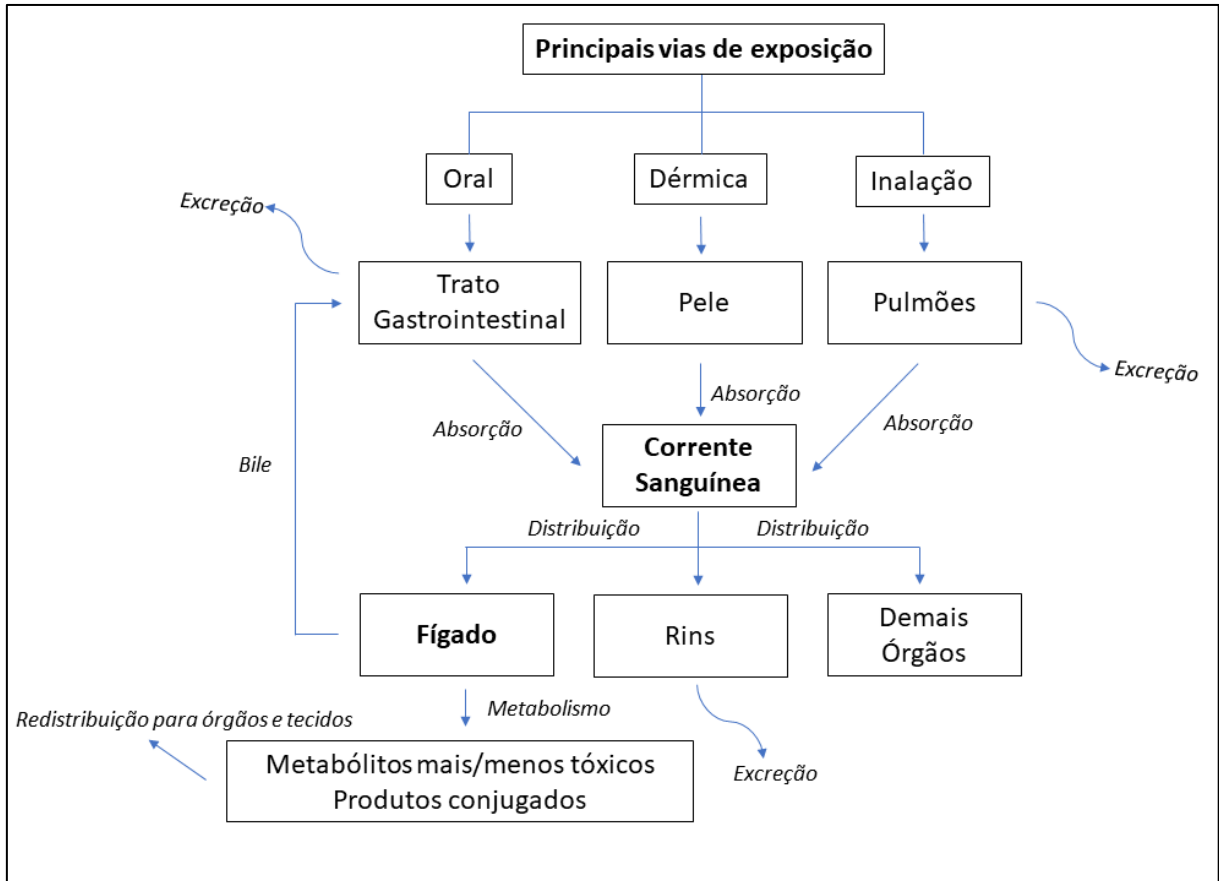 Principais vias de exposição
Oral
Dérmica
Inalação
Excreção
Trato
Gastrointestinal
Pele
Pulmões
Excreção
Absorção
Absorção
Absorção
Bile
Corrente
Sanguínea
Distribuição
Distribuição
Fígado
Rins
Demais
Órgãos
Metabolismo
Redistribuição para órgãos e tecidos
Metabólitos mais/menos tóxicos
Produtos conjugados
Excreção